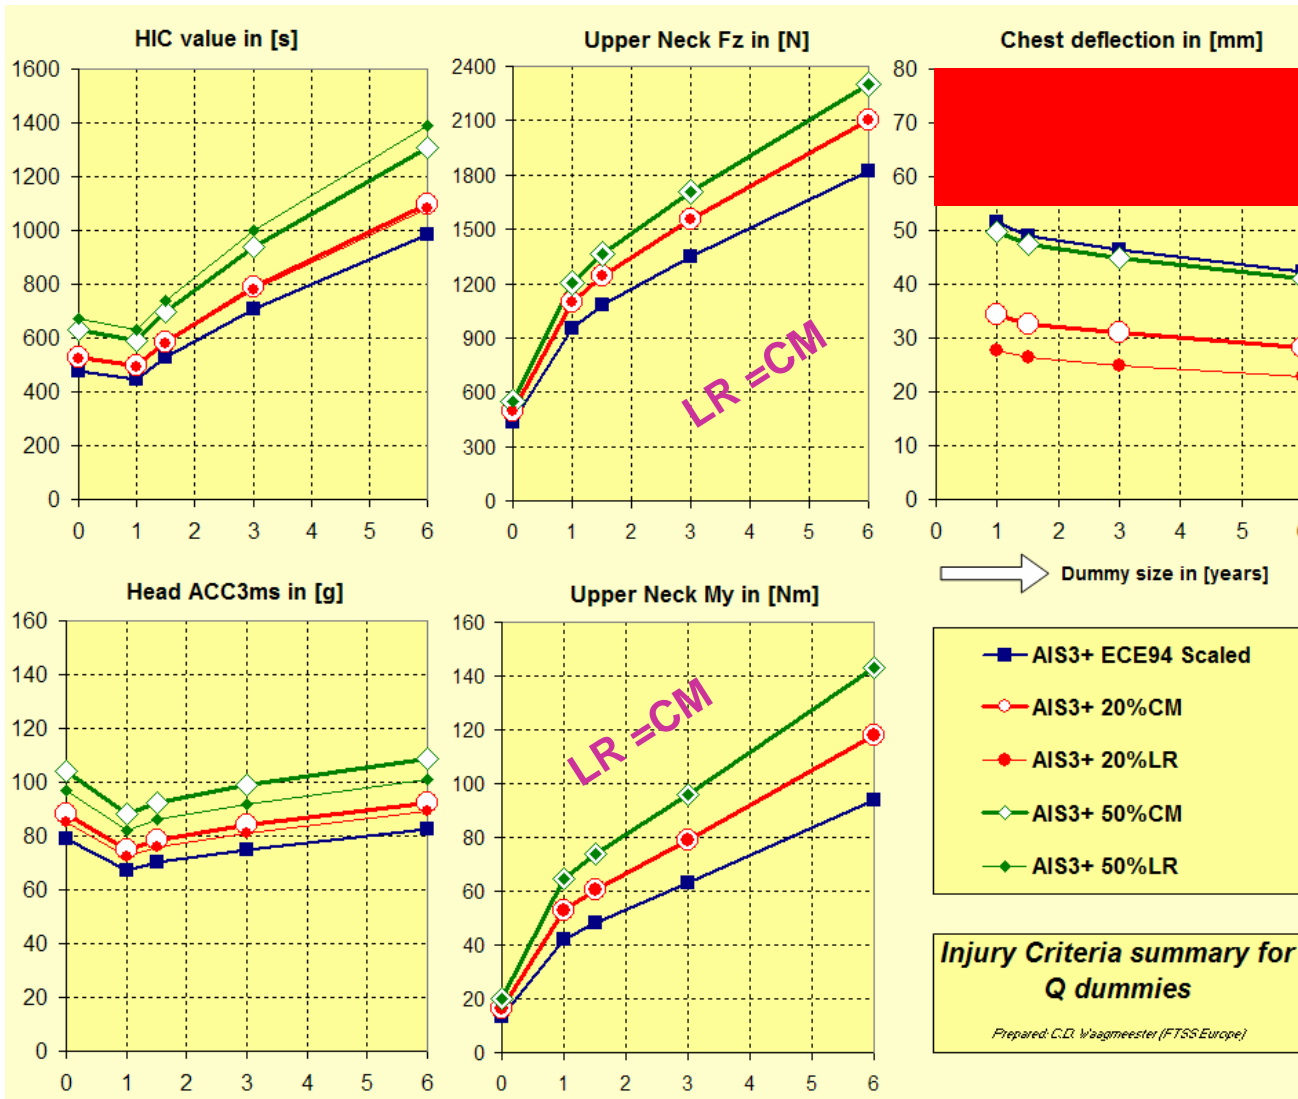 HIC value in [s]
1600
1400
1200
1000
800
600
400
200
0
0 1 2 3 4 5 6
Upper Neck Fz in [N]
2400
2100
1800
1500
1200
900
600
300
0
0 1 2 3 4 5 6
LR =CM
Chest deflection in [mm]
80
70
60
50
40
30
20
10
0
0 1 2 3 4 5
Dummy size in [years]
Head ACC3ms in [g]
160
140
120
100
80
60
40
20
0
0 1 2 3 4 5 6
Upper Neck My in [Nm]
160
140
120
100
80
60
40
20
0
0 1 2 3 4 5 6
LR =CM
AIS3+ ECE94 Scaled
AIS3+ 20%CM
AIS3+ 20%LR
AIS3+ 50%CM
AIS3+ 50%LR
Injury Criteria summary for
Q dummies
Prepared: C.D. Waagmeester (FTSS Europe)